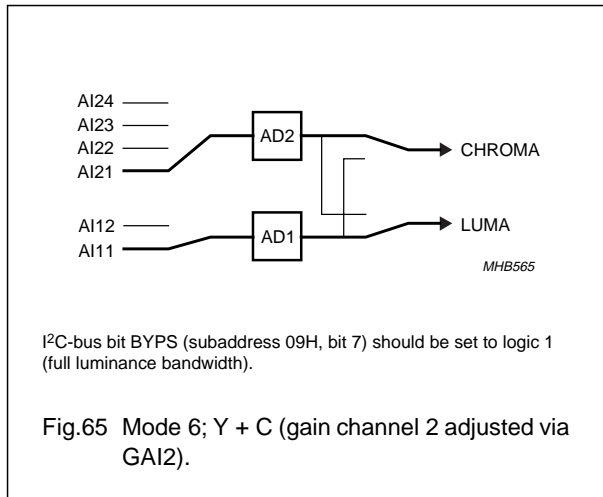 AI24
AI23
AI22
AI21
AD2
CHROMA
AI12
AI11
AD1
LUMA
MHB565
I²C-bus bit BYPS (subaddress 09H, bit 7) should be set to logic 1
(full luminance bandwidth).
Fig.65 Mode 6; Y + C (gain channel 2 adjusted via
GAI2).